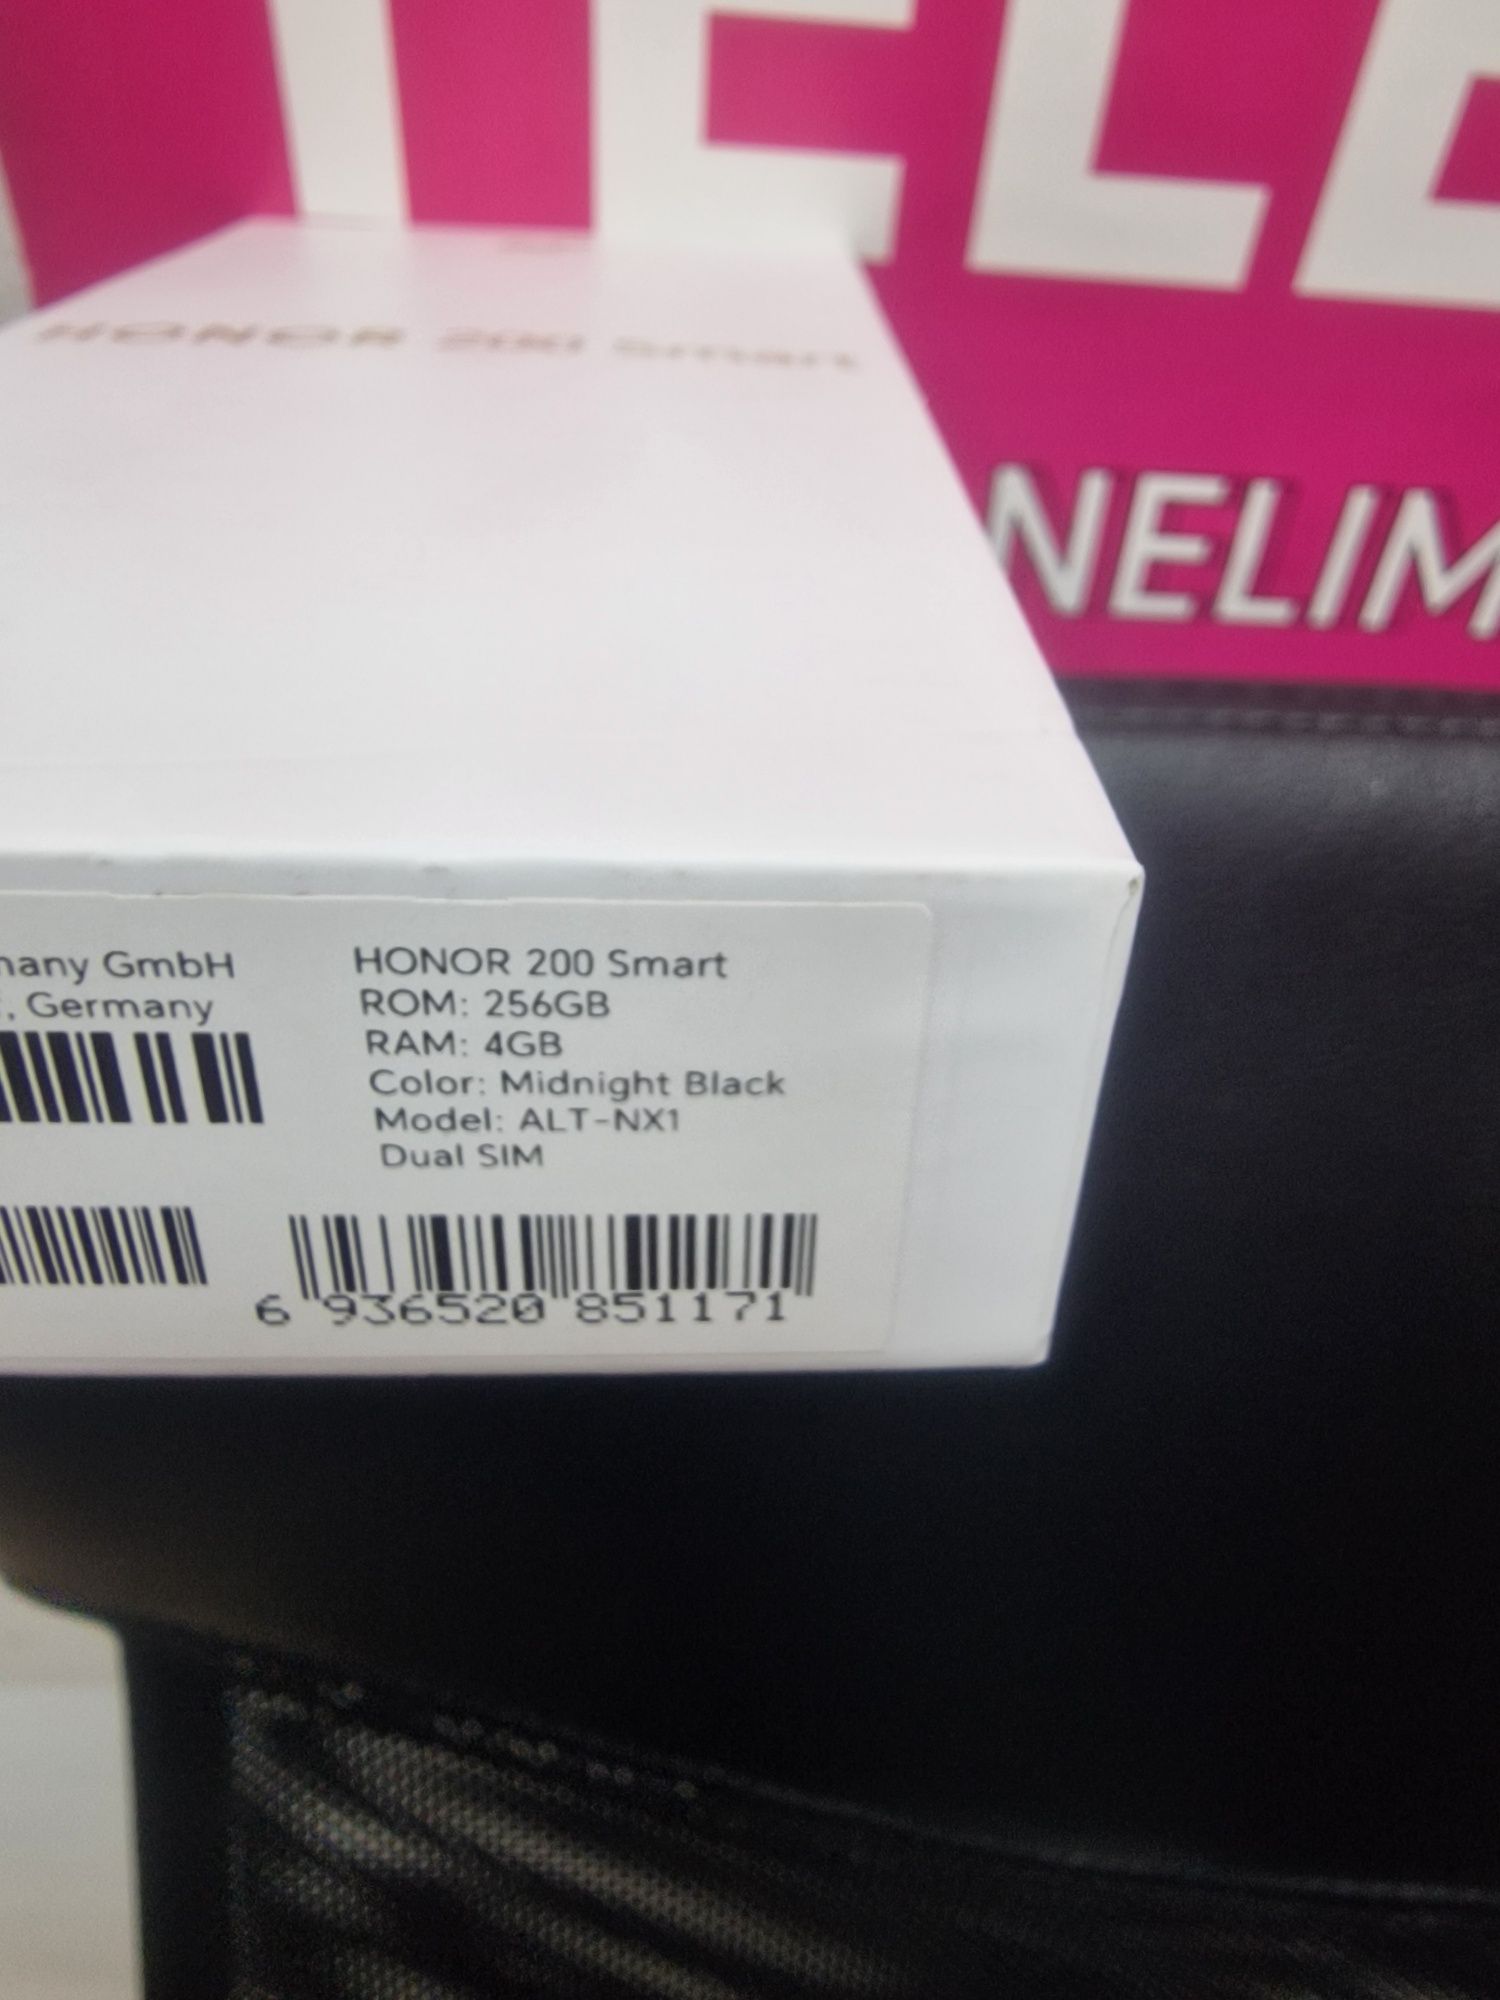 TELE
NELIM
HONOR 200 Smart
GmbH
Germany
HONOR 200 Smart
ROM: 256GB
RAM: 4GB
Color: Midnight Black
Model: ALT-NX1
Dual SIM
6 936520 851171